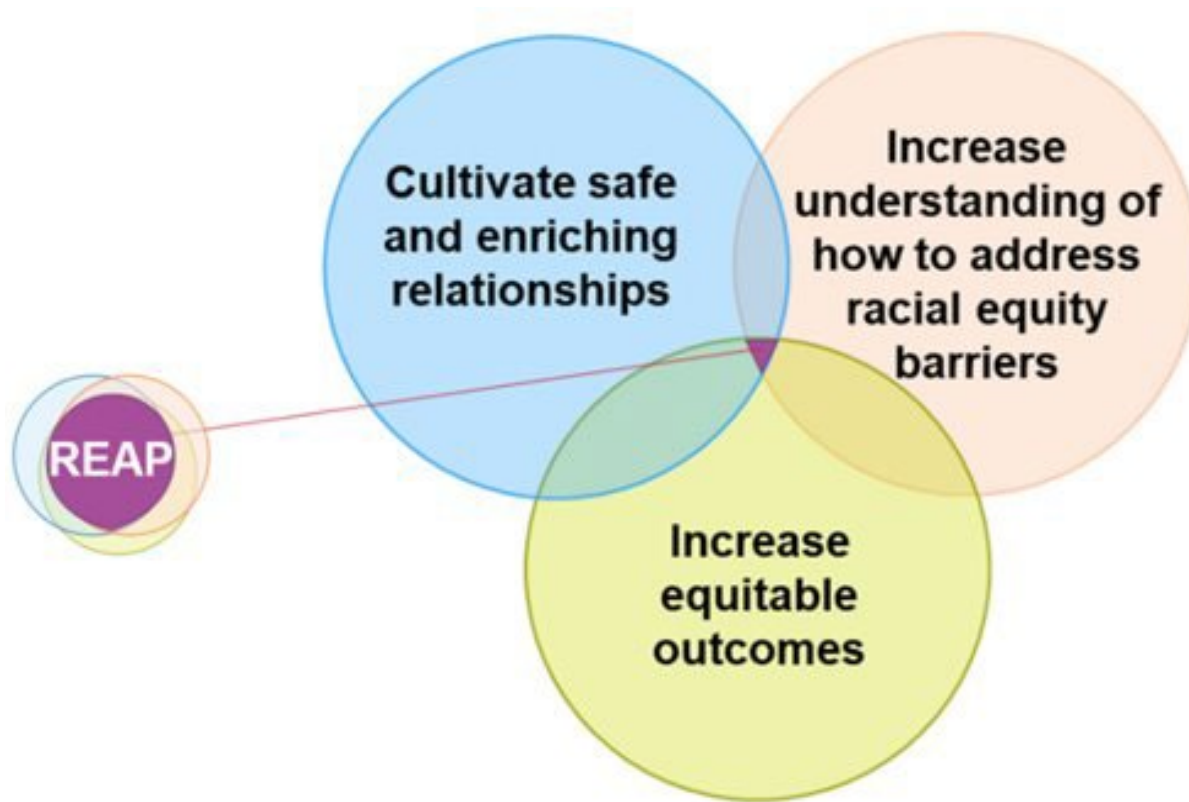 Cultivate safe
and enriching
relationships
Increase
understanding of
how to address
racial equity
barriers
REAP
Increase
equitable
outcomes